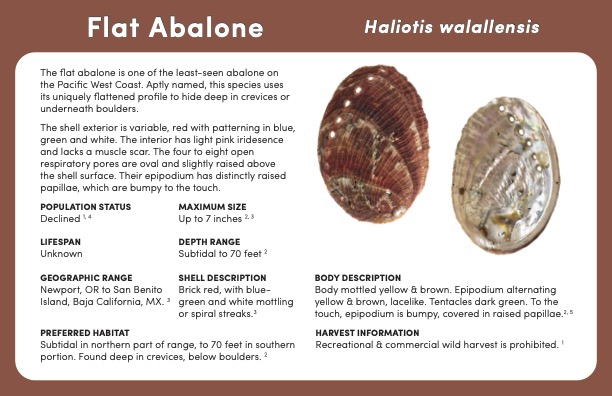 Flat Abalone
Haliotis walallensis
The flat abalone is one of the least-seen abalone on
the Pacific West Coast. Aptly named, this species uses
its uniquely flattened profile to hide deep in crevices or
underneath boulders.
The shell exterior is variable, red with patterning in blue,
green and white. The interior has light pink iridesence
and lacks a muscle scar. The four to eight open
respiratory pores are oval and slightly raised above
the shell surface. Their epipodium has distinctly raised
papillae, which are bumpy to the touch.
POPULATION STATUS
Declined 1, 4
MAXIMUM SIZE
Up to 7 inches 2, 3
LIFESPAN
Unknown
DEPTH RANGE
Subtidal to 70 feet 2
GEOGRAPHIC RANGE
Newport, OR to San Benito
Island, Baja California, MX. 3
SHELL DESCRIPTION
Brick red, with blue-
green and white mottling
or spiral streaks.3
BODY DESCRIPTION
Body mottled yellow & brown. Epipodium alternating
yellow & brown, lacelike. Tentacles dark green. To the
touch, epipodium is bumpy, covered in raised papillae.2, 5
PREFERRED HABITAT
Subtidal in northern part of range, to 70 feet in southern
portion. Found deep in crevices, below boulders. 2
HARVEST INFORMATION
Recreational & commercial wild harvest is prohibited. 1